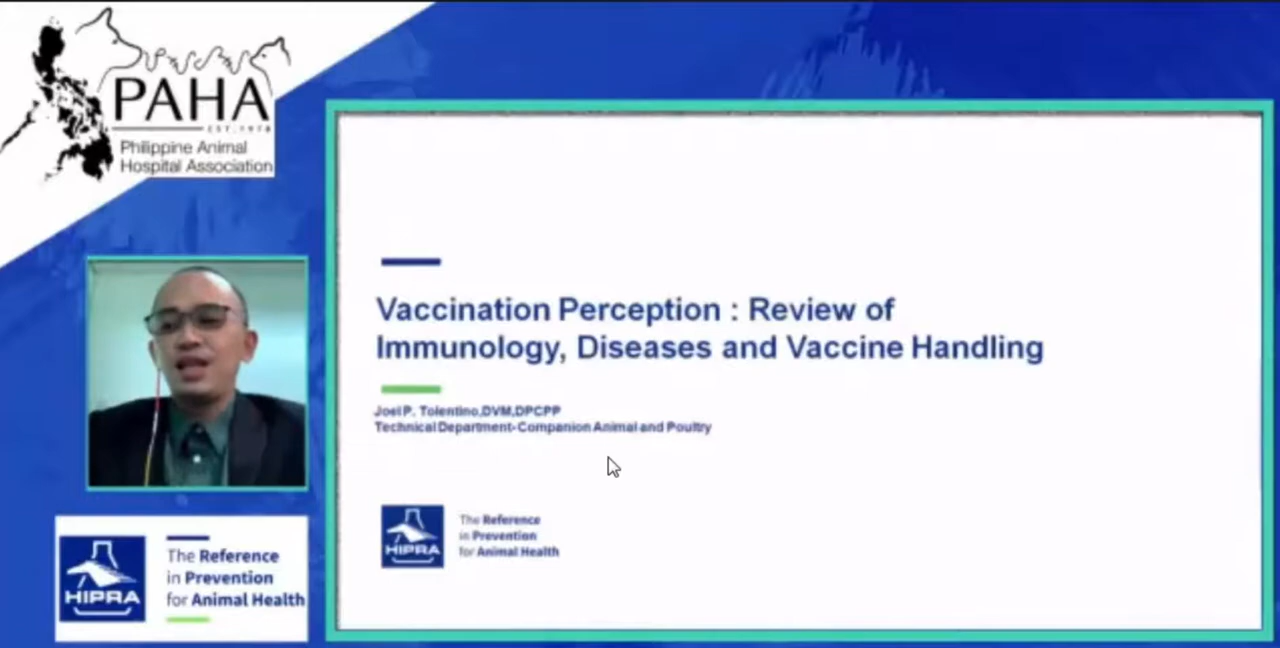 PAHA
EST. 1978
Philippine Animal
Hospital Association
Vaccination Perception : Review of
Immunology, Diseases and Vaccine Handling
Joel P. Tolentino,DVM,DPCPP
Technical Department- Companion Animal and Poultry
HIPRA
The Reference
in Prevention
for Animal Health
HIPRA
The Reference
in Prevention
for Animal Health